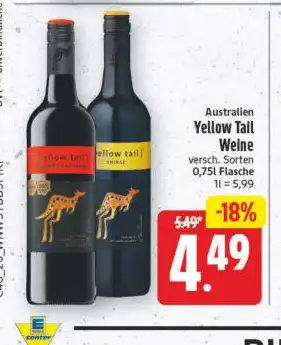 Australien
Yellow Tail
Weine
versch. Sorten
0,75l Flasche
1l = 5,99
-18%
5.49*
4.49
yellow tail
yellow tail
SHIRAZ
E
center